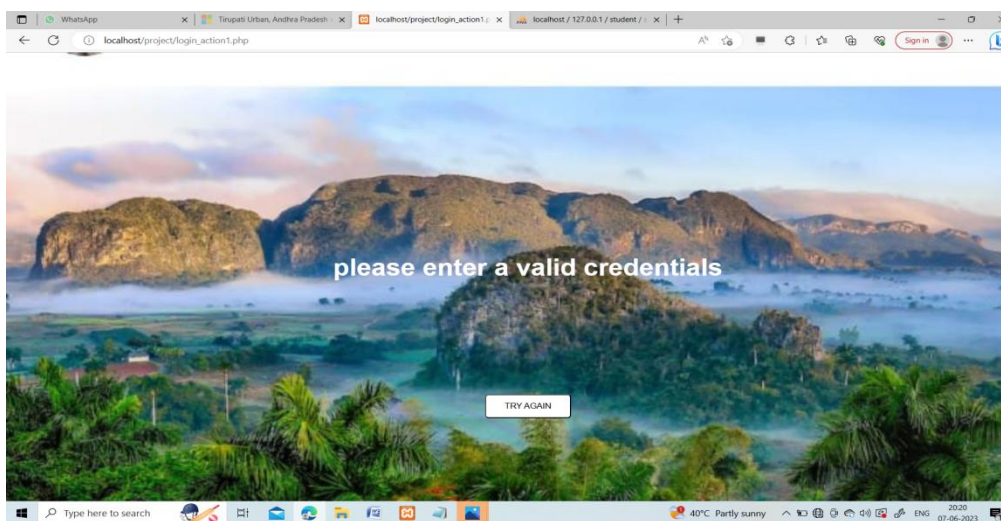 WhatsApp
Tirupati Urban, Andhra Pradesh
localhost/project/login_action1.p
localhost / 127.0.0.1 / student /
localhost/project/login_action1.php
Sign in
please enter a valid credentials
TRY AGAIN
Type here to search
40°C Partly sunny
ENG
20:20
07-06-2023